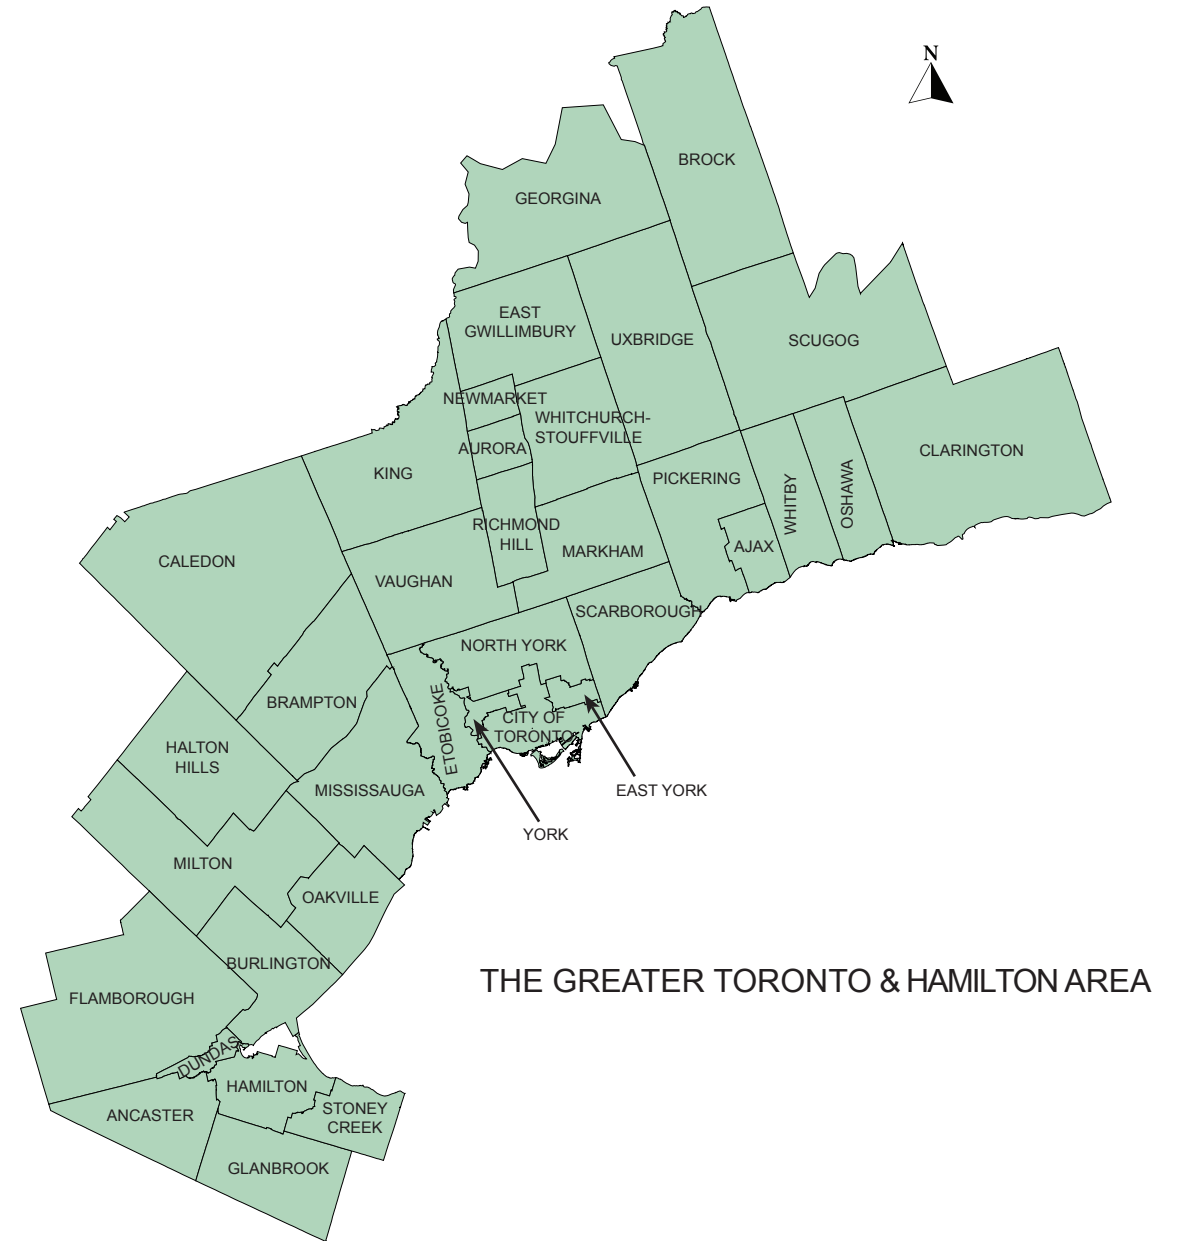 N
BROCK
GEORGINA
EAST
GWILLIMBURY
UXBRIDGE
SCUGOG
NEWMARKET
WHITCHURCH-
STOUFFVILLE
AURORA
KING
CLARINGTON
PICKERING
WHITBY
OSHAWA
RICHMOND
HILL
MARKHAM
AJAX
CALEDON
VAUGHAN
SCARBOROUGH
NORTH YORK
BRAMPTON
ETOBICOKE
CITY OF
TORONTO
HALTON
HILLS
MISSISSAUGA
EAST YORK
YORK
MILTON
OAKVILLE
BURLINGTON
THE GREATER TORONTO & HAMILTON AREA
FLAMBOROUGH
DUNDAS
HAMILTON
ANCASTER
STONEY
CREEK
GLANBROOK